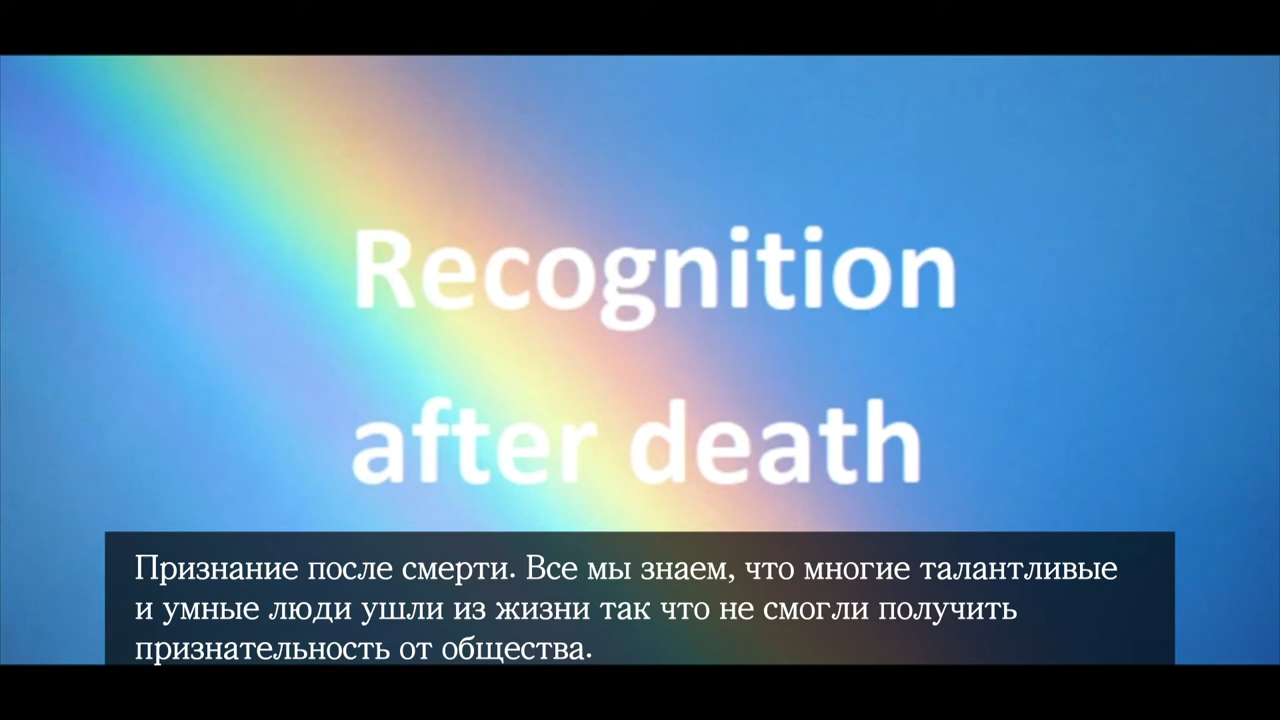 Recognition
after death
Признание после смерти. Все мы знаем, что многие талантливые
и умные люди ушли из жизни так что не смогли получить
признательность от общества.